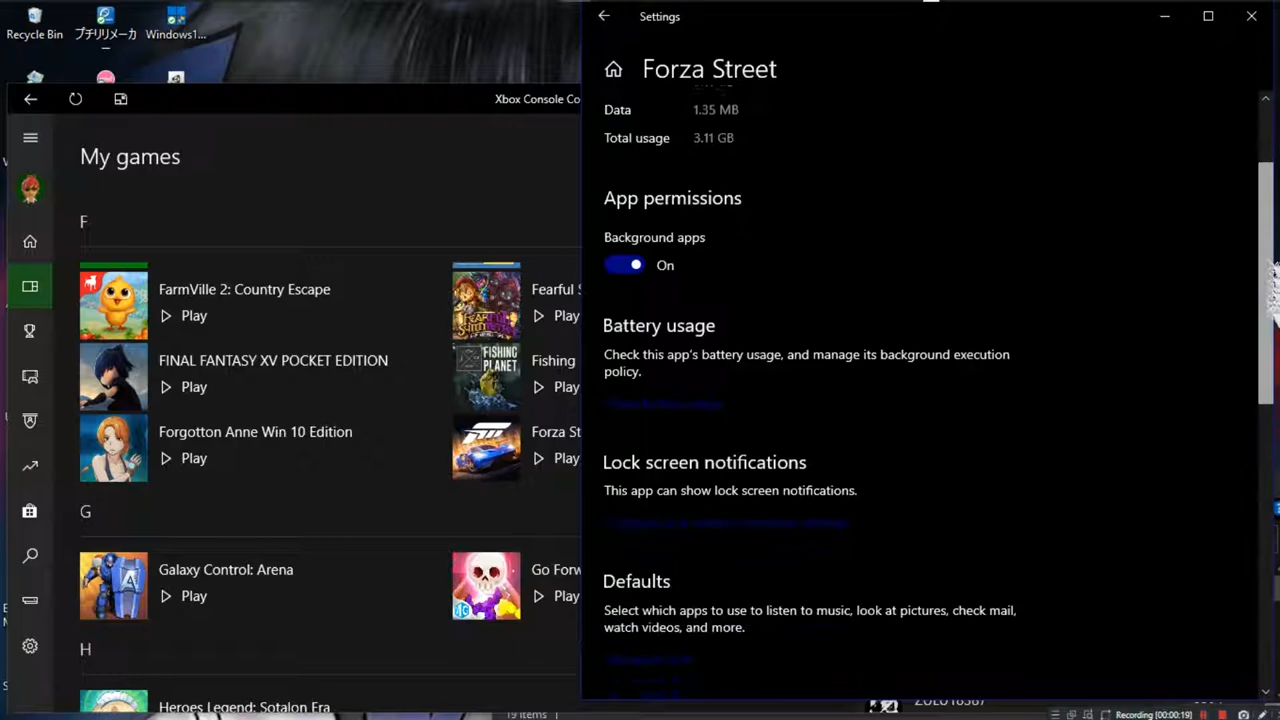 Recycle Bin
プチリリメーカ
Windows1...
Xbox Console Co
My games
F
FarmVille 2: Country Escape
Play
Fearful S
Play
FINAL FANTASY XV POCKET EDITION
Play
FISHING
PLANET
Fishing
Play
Forgotton Anne Win 10 Edition
Play
Forza St
Play
G
Galaxy Control: Arena
Play
Go Forw
Play
H
Heroes Legend: Sotalon Era
Settings
Forza Street
Data 1.35 MB
Total usage 3.11 GB
App permissions
Background apps
On
Battery usage
Check this app's battery usage, and manage its background execution
policy.
Lock screen notifications
This app can show lock screen notifications.
Defaults
Select which apps to use to listen to music, look at pictures, check mail,
watch videos, and more.
19 items
Recording [00:00:19]